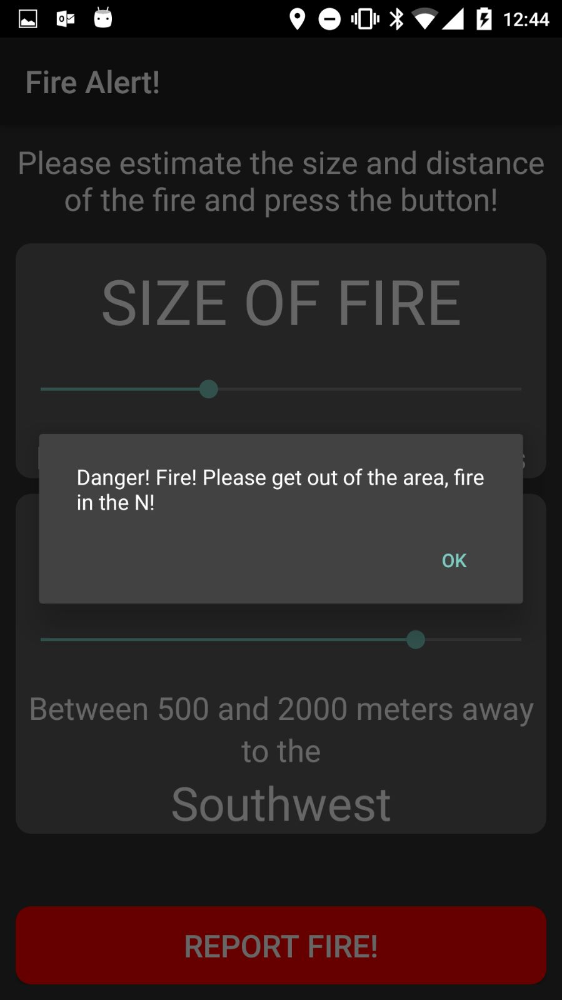 12:44
Fire Alert!
Please estimate the size and distance
of the fire and press the button!
SIZE OF FIRE
Danger! Fire! Please get out of the area, fire
in the N!
OK
Between 500 and 2000 meters away
to the
Southwest
REPORT FIRE!